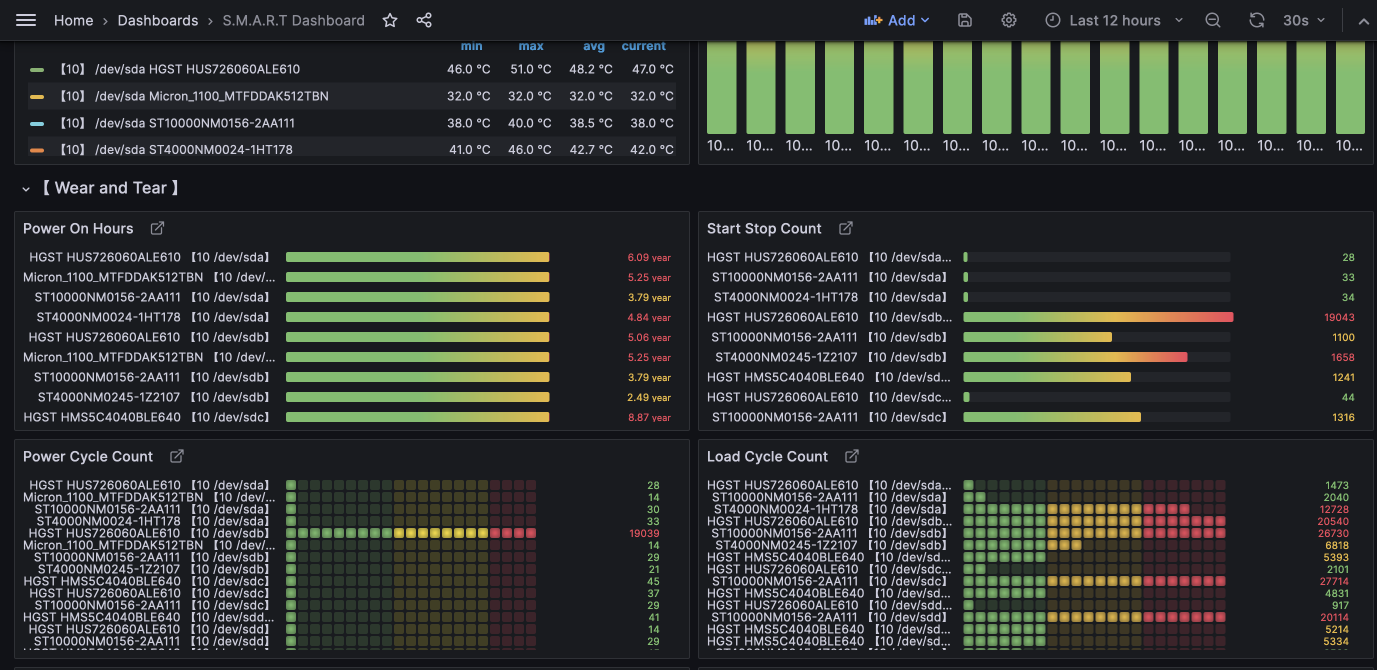 Home › Dashboards › S.M.A.R.T Dashboard
Add
Last 12 hours
30s
min max avg current
【10】 /dev/sda HGST HUS726060ALE610 46.0 °C 51.0 °C 48.2 °C 47.0 °C
【10】 /dev/sda Micron_1100_MTFDDAK512TBN 32.0 °C 32.0 °C 32.0 °C 32.0 °C
【10】 /dev/sda ST10000NM0156-2AA111 38.0 °C 40.0 °C 38.5 °C 38.0 °C
【10】 /dev/sda ST4000NM0024-1HT178 41.0 °C 46.0 °C 42.7 °C 42.0 °C
10... 10... 10... 10... 10... 10... 10... 10... 10... 10... 10... 10... 10... 10... 10... 10... 10...
【 Wear and Tear 】
Power On Hours
HGST HUS726060ALE610 【10 /dev/sda】 6.09 year
Micron_1100_MTFDDAK512TBN 【10 /dev/... 5.25 year
ST10000NM0156-2AA111 【10 /dev/sda】 3.79 year
ST4000NM0024-1HT178 【10 /dev/sda】 4.84 year
HGST HUS726060ALE610 【10 /dev/sdb】 5.06 year
Micron_1100_MTFDDAK512TBN 【10 /dev/... 5.25 year
ST10000NM0156-2AA111 【10 /dev/sdb】 3.79 year
ST4000NM0245-1Z2107 【10 /dev/sdb】 2.49 year
HGST HMS5C4040BLE640 【10 /dev/sdc】 8.87 year
Start Stop Count
HGST HUS726060ALE610 【10 /dev/sda... 28
ST10000NM0156-2AA111 【10 /dev/sda】 33
ST4000NM0024-1HT178 【10 /dev/sda】 34
HGST HUS726060ALE610 【10 /dev/sdb... 19043
ST10000NM0156-2AA111 【10 /dev/sdb】 1100
ST4000NM0245-1Z2107 【10 /dev/sdb】 1658
HGST HMS5C4040BLE640 【10 /dev/sd... 1241
HGST HUS726060ALE610 【10 /dev/sdc... 44
ST10000NM0156-2AA111 【10 /dev/sdc】 1316
Power Cycle Count
HGST HUS726060ALE610 【10 /dev/sda】 28
Micron_1100_MTFDDAK512TBN 【10 /dev/... 14
ST10000NM0156-2AA111 【10 /dev/sda】 30
ST4000NM0024-1HT178 【10 /dev/sda】 33
HGST HUS726060ALE610 【10 /dev/sdb】 19039
Micron_1100_MTFDDAK512TBN 【10 /dev/... 14
ST10000NM0156-2AA111 【10 /dev/sdb】 29
ST4000NM0245-1Z2107 【10 /dev/sdb】 21
HGST HMS5C4040BLE640 【10 /dev/sdc】 45
HGST HUS726060ALE610 【10 /dev/sdc】 37
ST10000NM0156-2AA111 【10 /dev/sdc】 29
HGST HMS5C4040BLE640 【10 /dev/sdd】 41
HGST HUS726060ALE610 【10 /dev/sdd】 14
ST10000NM0156-2AA111 【10 /dev/sdd】 29
Load Cycle Count
HGST HUS726060ALE610 【10 /dev/sda... 1473
ST10000NM0156-2AA111 【10 /dev/sda】 2040
ST4000NM0024-1HT178 【10 /dev/sda】 12728
HGST HUS726060ALE610 【10 /dev/sdb... 20540
ST10000NM0156-2AA111 【10 /dev/sdb】 26730
ST4000NM0245-1Z2107 【10 /dev/sdb】 6818
HGST HMS5C4040BLE640 【10 /dev/sd... 5393
HGST HUS726060ALE610 【10 /dev/sdc... 2101
ST10000NM0156-2AA111 【10 /dev/sdc】 27714
HGST HMS5C4040BLE640 【10 /dev/sd... 4831
HGST HUS726060ALE610 【10 /dev/sdd... 917
ST10000NM0156-2AA111 【10 /dev/sdd】 20114
HGST HMS5C4040BLE640 【10 /dev/sd... 5214
HGST HMS5C4040BLE640 【10 /dev/sd... 5334